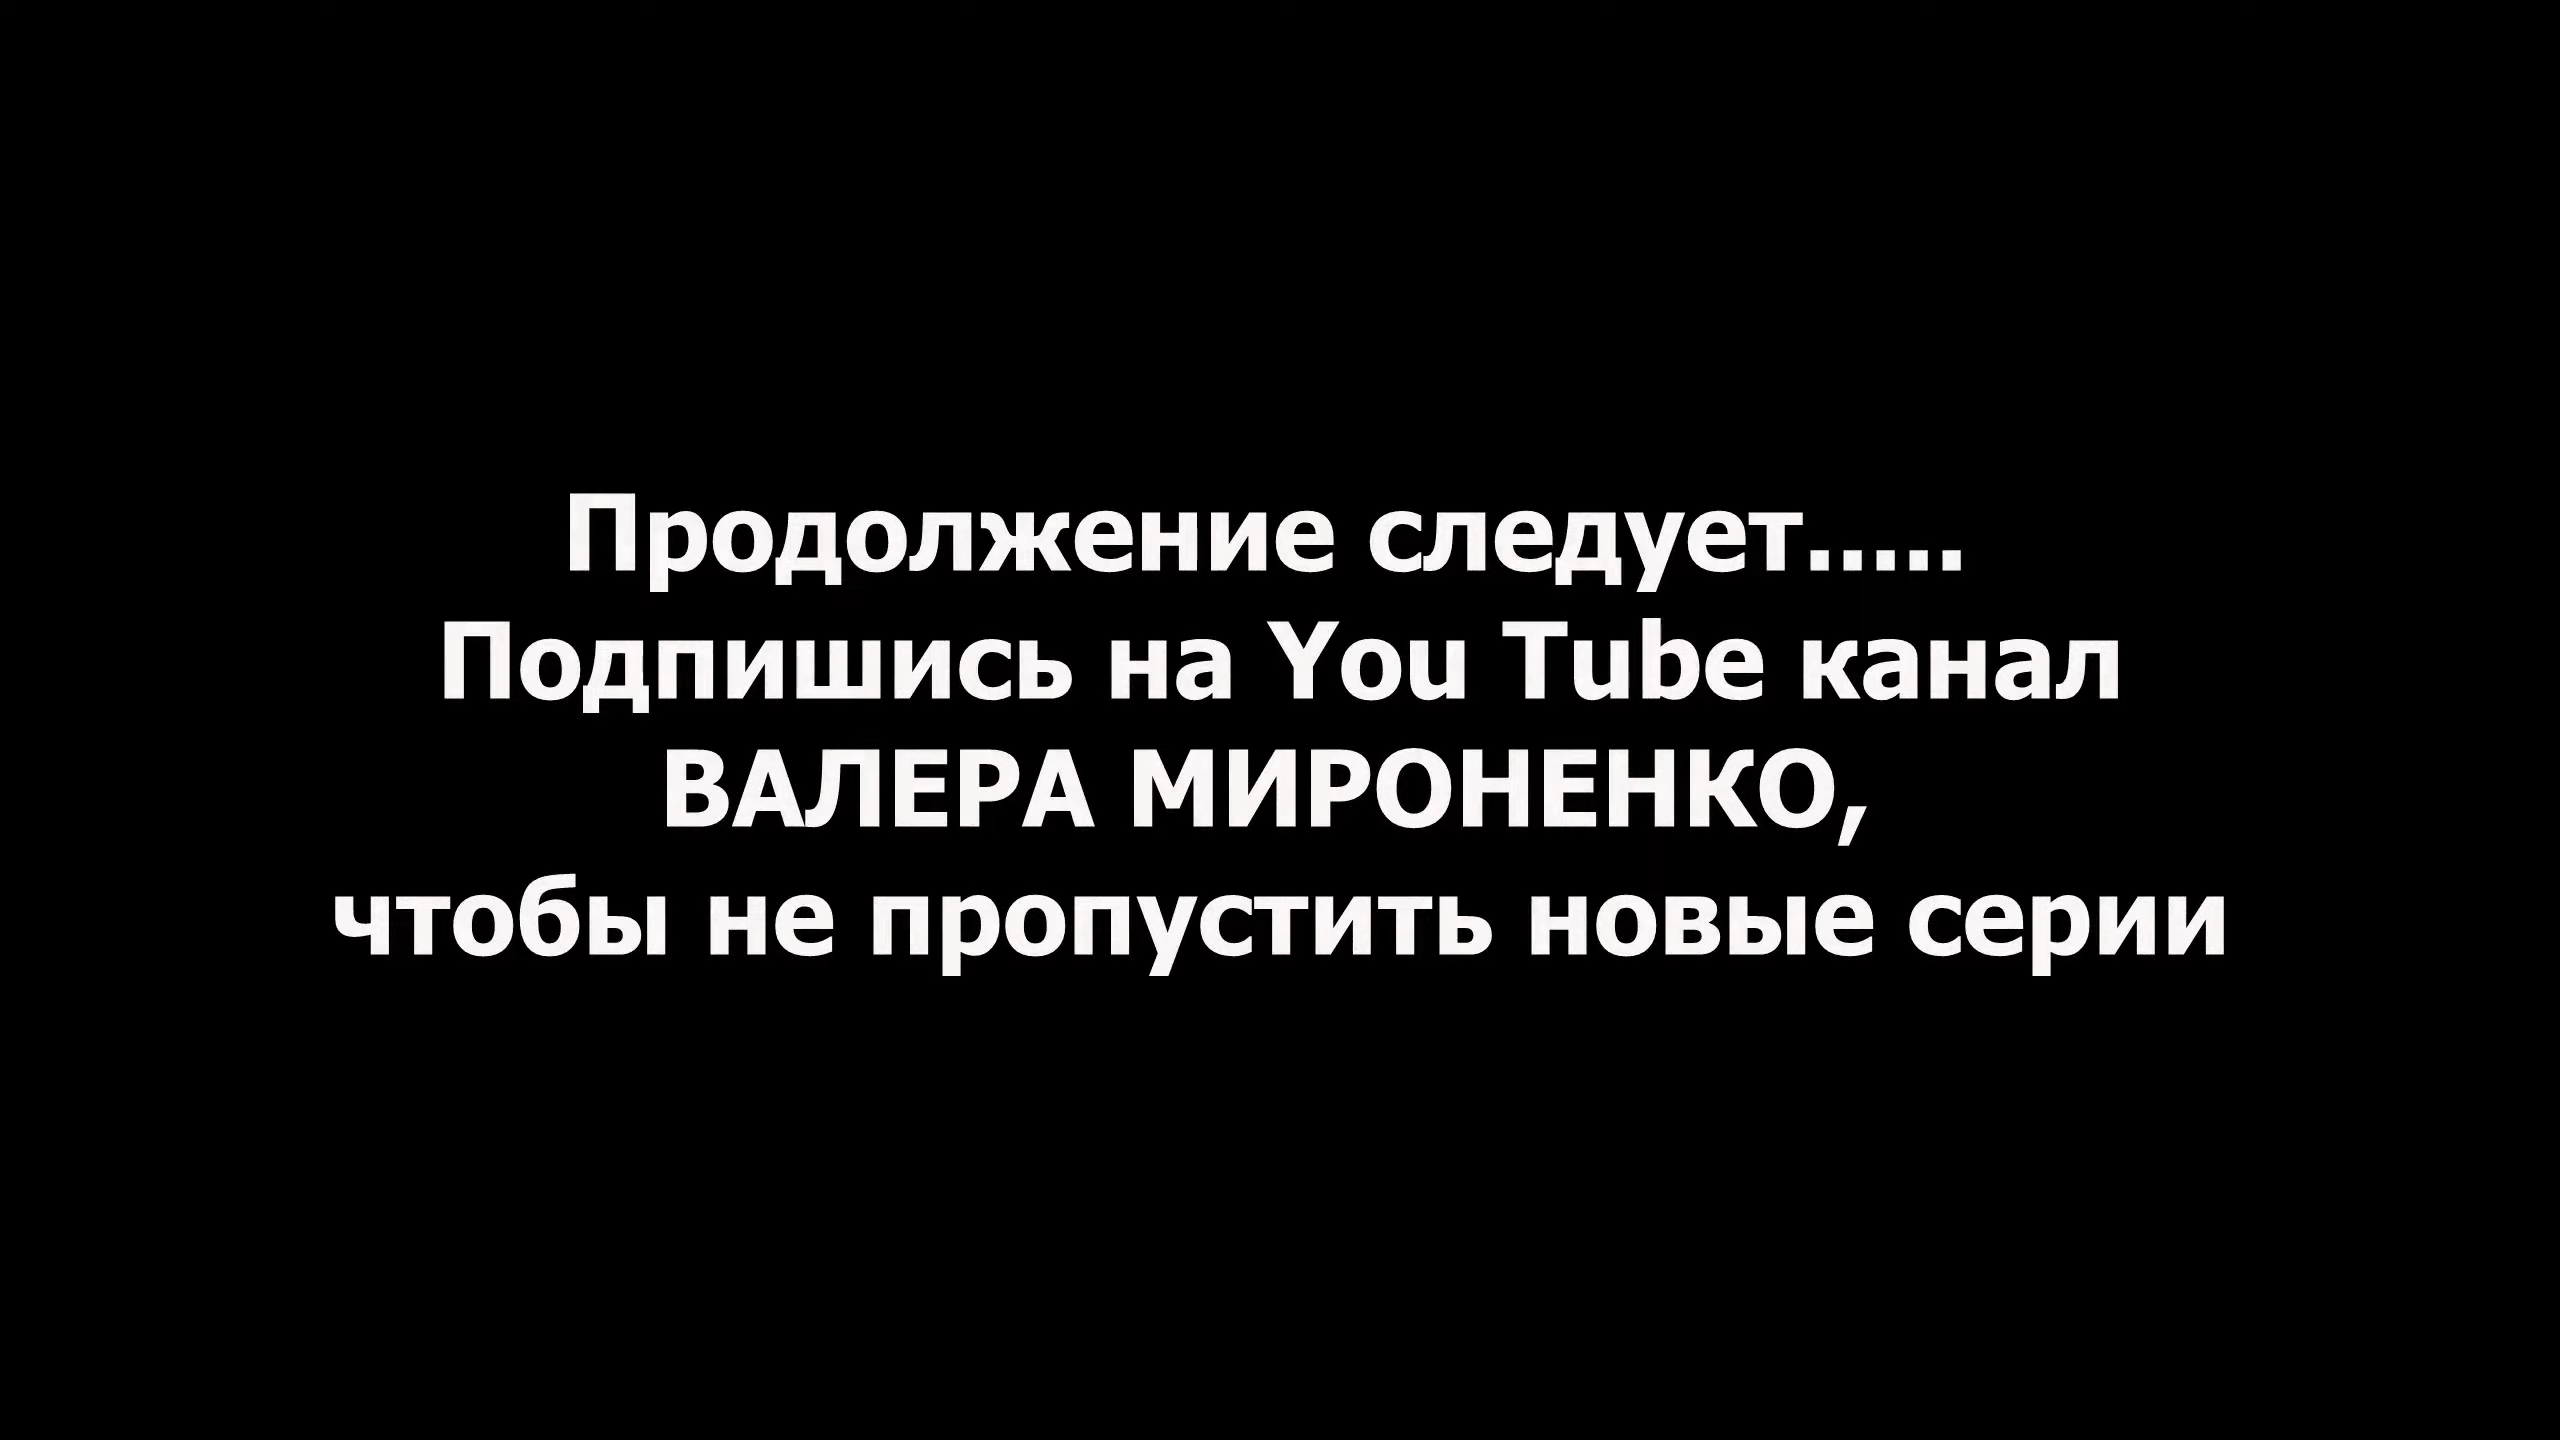 Продолжение следует.....
Подпишись на You Tube канал
ВАЛЕРА МИРОНЕНКО,
чтобы не пропустить новые серии